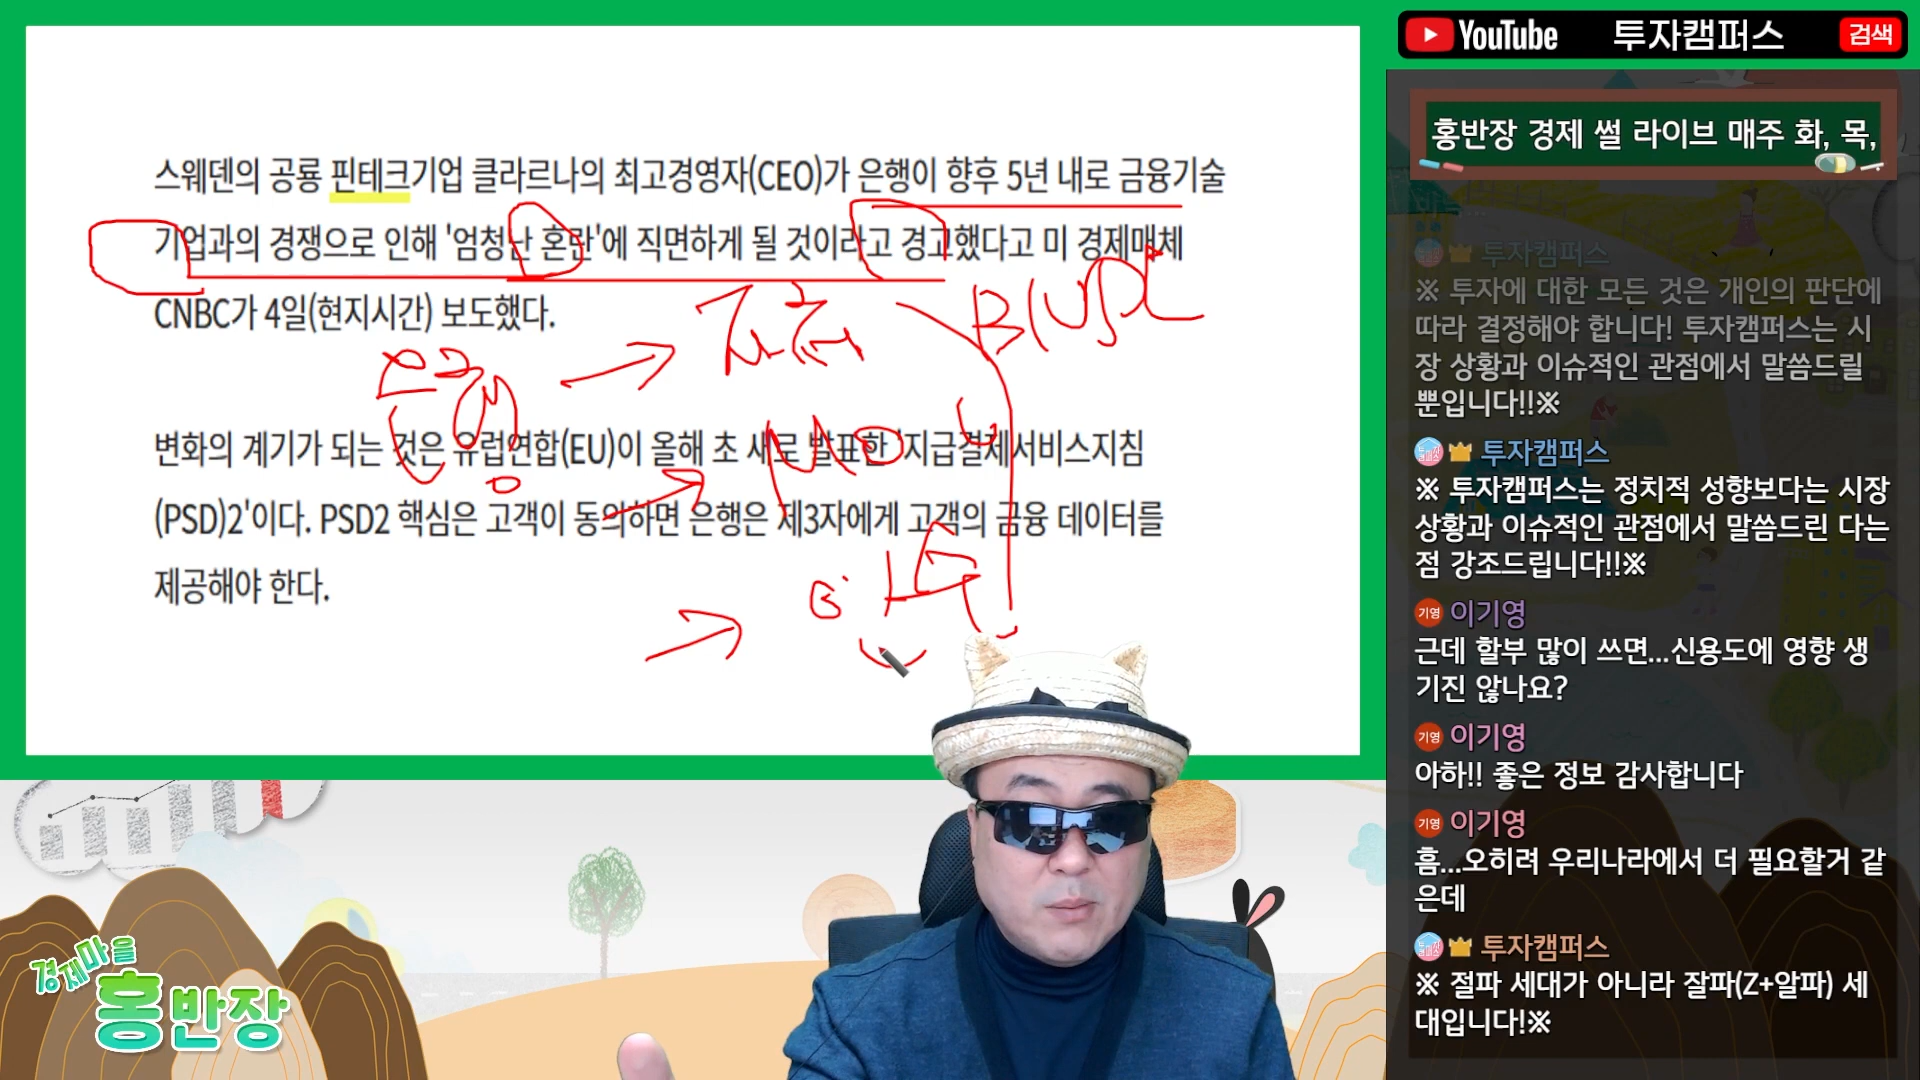 YouTube 투자캠퍼스 검색
홍반장 경제 썰 라이브 매주 화, 목,
스웨덴의 공룡 핀테크기업 클라르나의 최고경영자(CEO)가 은행이 향후 5년 내로 금융기술
기업과의 경쟁으로 인해 '엄청난 혼란'에 직면하게 될 것이라고 경고했다고 미 경제매체
CNBC가 4일(현지시간) 보도했다.
변화의 계기가 되는 것은 유럽연합(EU)이 올해 초 새로 발표한 '지급결제서비스지침
(PSD)2'이다. PSD2 핵심은 고객이 동의하면 은행은 제3자에게 고객의 금융 데이터를
제공해야 한다.
투자캠퍼스
※ 투자에 대한 모든 것은 개인의 판단에
따라 결정해야 합니다! 투자캠퍼스는 시
장 상황과 이슈적인 관점에서 말씀드릴
뿐입니다!!※
투자캠퍼스
※ 투자캠퍼스는 정치적 성향보다는 시장
상황과 이슈적인 관점에서 말씀드린 다는
점 강조드립니다!!※
기영 이기영
근데 할부 많이 쓰면...신용도에 영향 생
기진 않나요?
기영 이기영
아하!! 좋은 정보 감사합니다
기영 이기영
흠...오히려 우리나라에서 더 필요할거 같
은데
투자캠퍼스
※ 절파 세대가 아니라 잘파(Z+알파) 세
대입니다!※
경제마을
홍반장